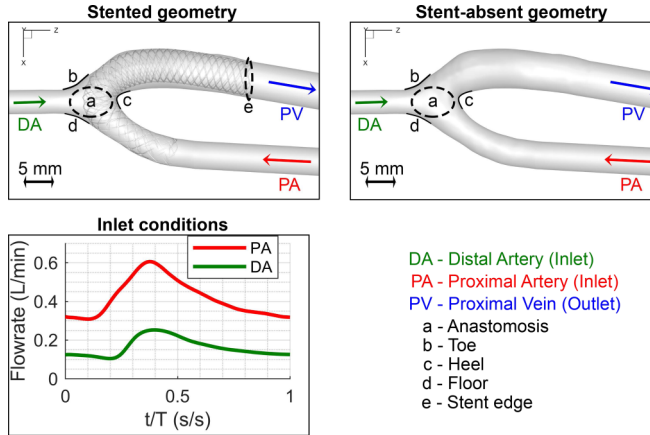 Stented geometry
Stent-absent geometry
Y Z
X
b
a
c
d
e
DA
PV
PA
5 mm
Y Z
X
b
a
c
d
DA
PV
PA
5 mm
Inlet conditions
Flowrate (L/min)
0.6
0.4
0.2
0
0 0.5 1
t/T (s/s)
PA
DA
DA - Distal Artery (Inlet)
PA - Proximal Artery (Inlet)
PV - Proximal Vein (Outlet)
a - Anastomosis
b - Toe
c - Heel
d - Floor
e - Stent edge